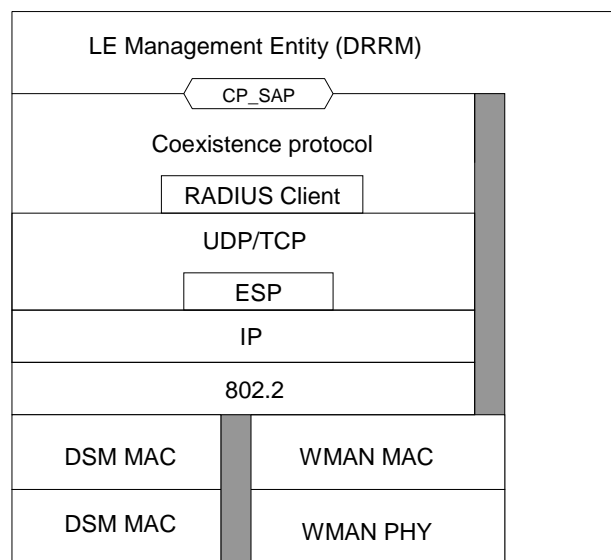 LE Management Entity (DRRM)
CP_SAP
Coexistence protocol
RADIUS Client
UDP/TCP
ESP
IP
802.2
DSM MAC
WMAN MAC
DSM MAC
WMAN PHY